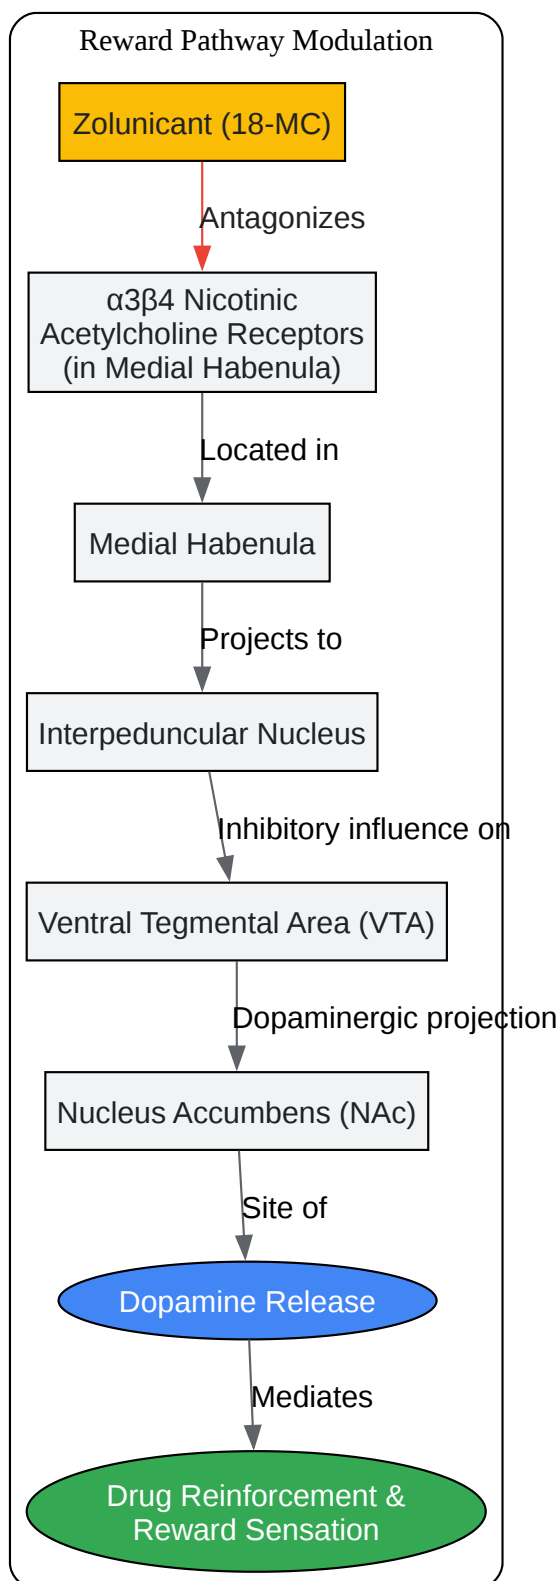 Reward Pathway Modulation
Zolunicant (18-MC)
Antagonizes
α3β4 Nicotinic
Acetylcholine Receptors
(in Medial Habenula)
Located in
Medial Habenula
Projects to
Interpeduncular Nucleus
Inhibitory influence on
Ventral Tegmental Area (VTA)
Dopaminergic projection
Nucleus Accumbens (NAc)
Site of
Dopamine Release
Mediates
Drug Reinforcement &
Reward Sensation